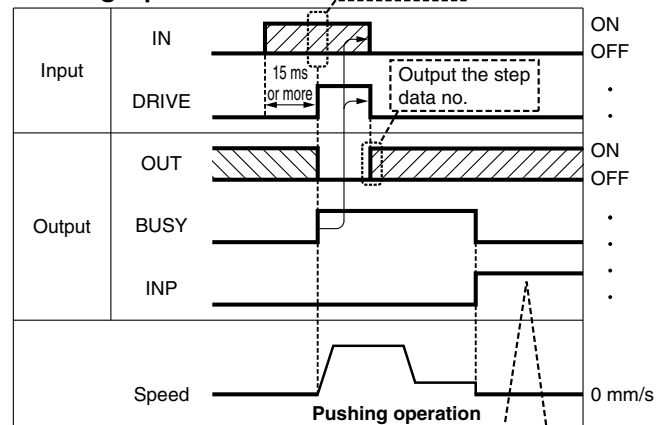 IN
ON
OFF
Input
15 ms
or more
DRIVE
Output the step
data no.
OUT
ON
OFF
Output
BUSY
INP
Speed
0 mm/s
Pushing operation